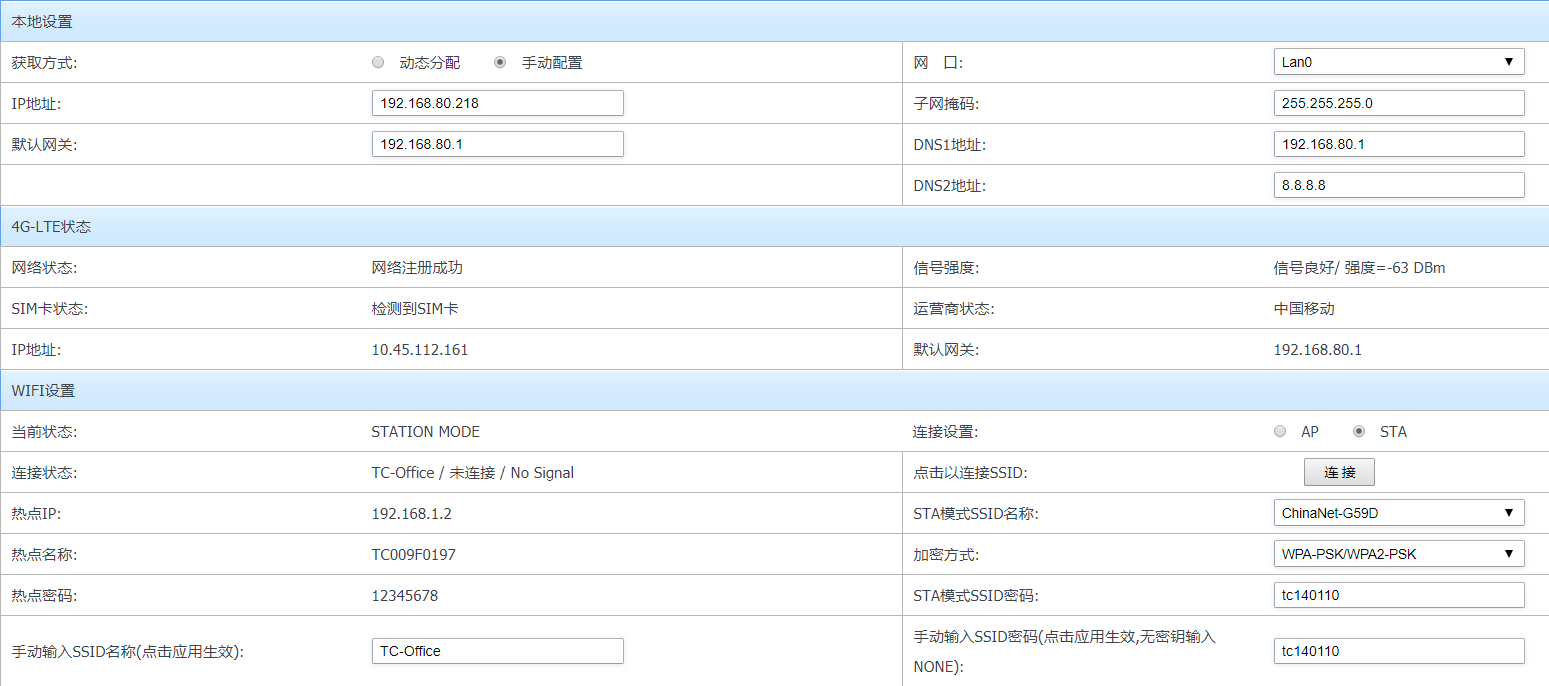 本地设置
获取方式: 动态分配 手动配置 网 口: Lan0
IP地址: 192.168.80.218 子网掩码: 255.255.255.0
默认网关: 192.168.80.1 DNS1地址: 192.168.80.1
DNS2地址: 8.8.8.8
4G-LTE状态
网络状态: 网络注册成功 信号强度: 信号良好/ 强度=-63 DBm
SIM卡状态: 检测到SIM卡 运营商状态: 中国移动
IP地址: 10.45.112.161 默认网关: 192.168.80.1
WIFI设置
当前状态: STATION MODE 连接设置: AP STA
连接状态: TC-Office / 未连接 / No Signal 点击以连接SSID: 连接
热点IP: 192.168.1.2 STA模式SSID名称: ChinaNet-G59D
热点名称: TC009F0197 加密方式: WPA-PSK/WPA2-PSK
热点密码: 12345678 STA模式SSID密码: tc140110
手动输入SSID名称(点击应用生效): TC-Office 手动输入SSID密码(点击应用生效,无密钥输入
NONE): tc140110